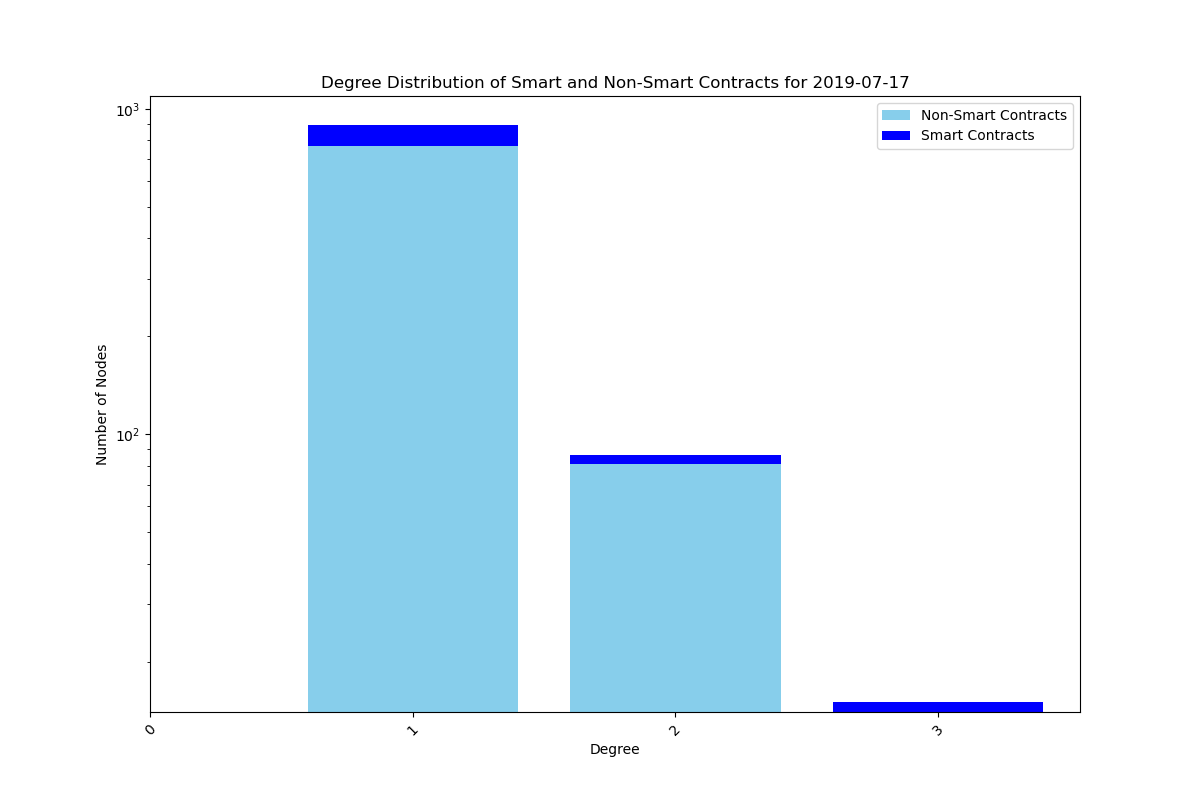 Degree Distribution of Smart and Non-Smart Contracts for 2019-07-17
Non-Smart Contracts
Smart Contracts
10³
10²
Number of Nodes
0 1 2 3
Degree